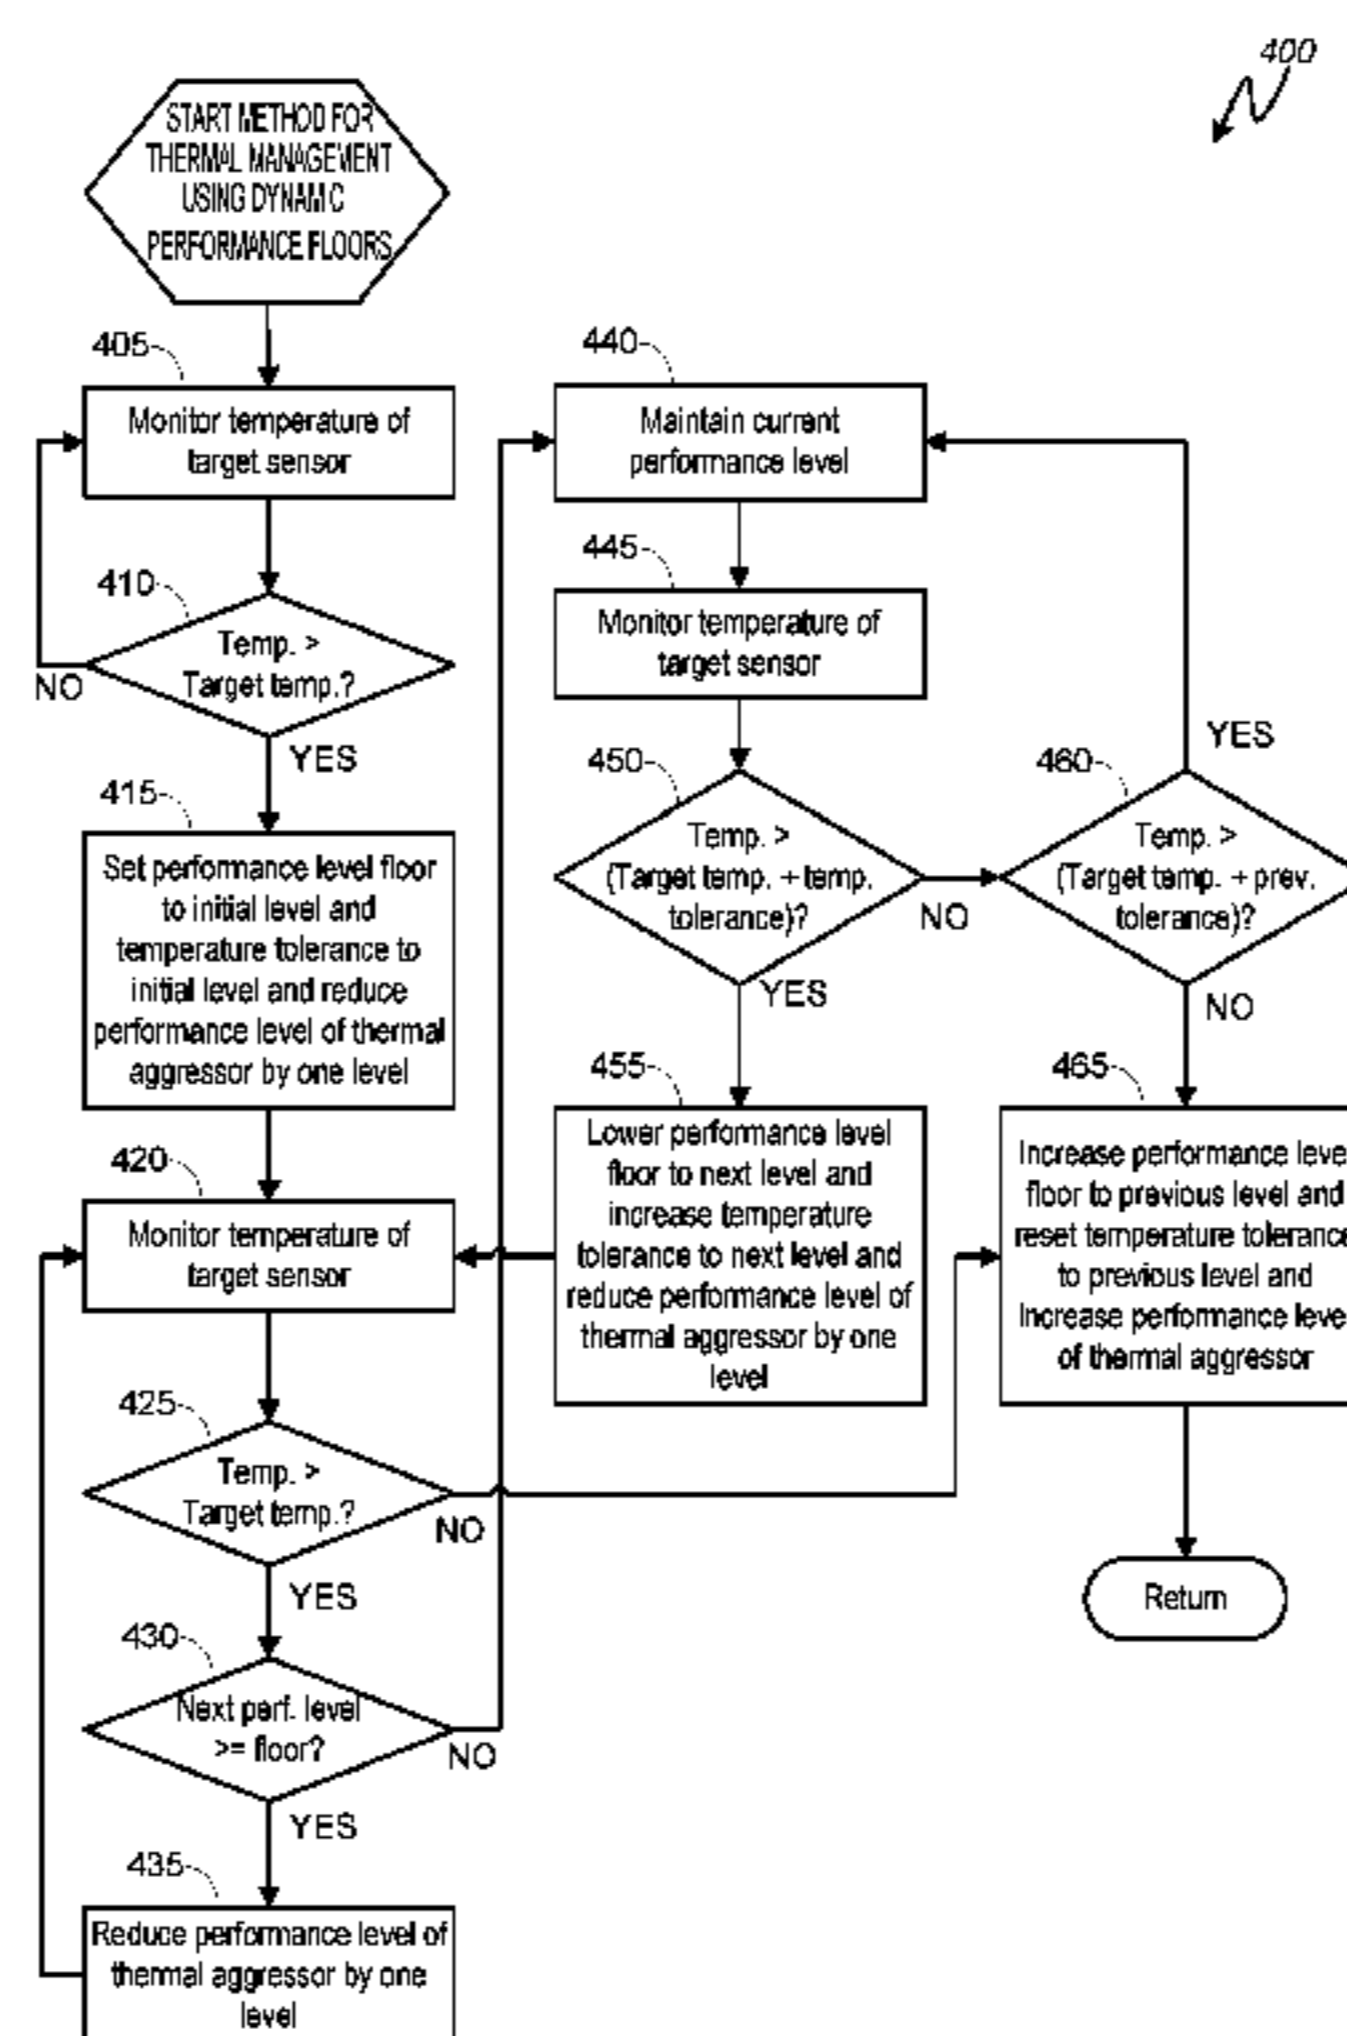 400
START METHOD FOR
THERMAL MANAGEMENT
USING DYNAMIC
PERFORMANCE FLOORS
405
Monitor temperature of
target sensor
410
Temp. >
Target temp.?
NO
YES
415
Set performance level floor
to initial level and
temperature tolerance to
initial level and reduce
performance level of thermal
aggressor by one level
420
Monitor temperature of
target sensor
425
Temp. >
Target temp.?
NO
YES
430
Next perf. level
>= floor?
NO
YES
435
Reduce performance level of
thermal aggressor by one
level
440
Maintain current
performance level
445
Monitor temperature of
target sensor
450
Temp. >
(Target temp. + temp.
tolerance)?
NO
YES
455
Lower performance level
floor to next level and
increase temperature
tolerance to next level and
reduce performance level of
thermal aggressor by one
level
460
YES
Temp. >
(Target temp. + prev.
tolerance)?
NO
465
Increase performance leve
floor to previous level and
reset temperature tolerance
to previous level and
Increase performance leve
of thermal aggressor
Return